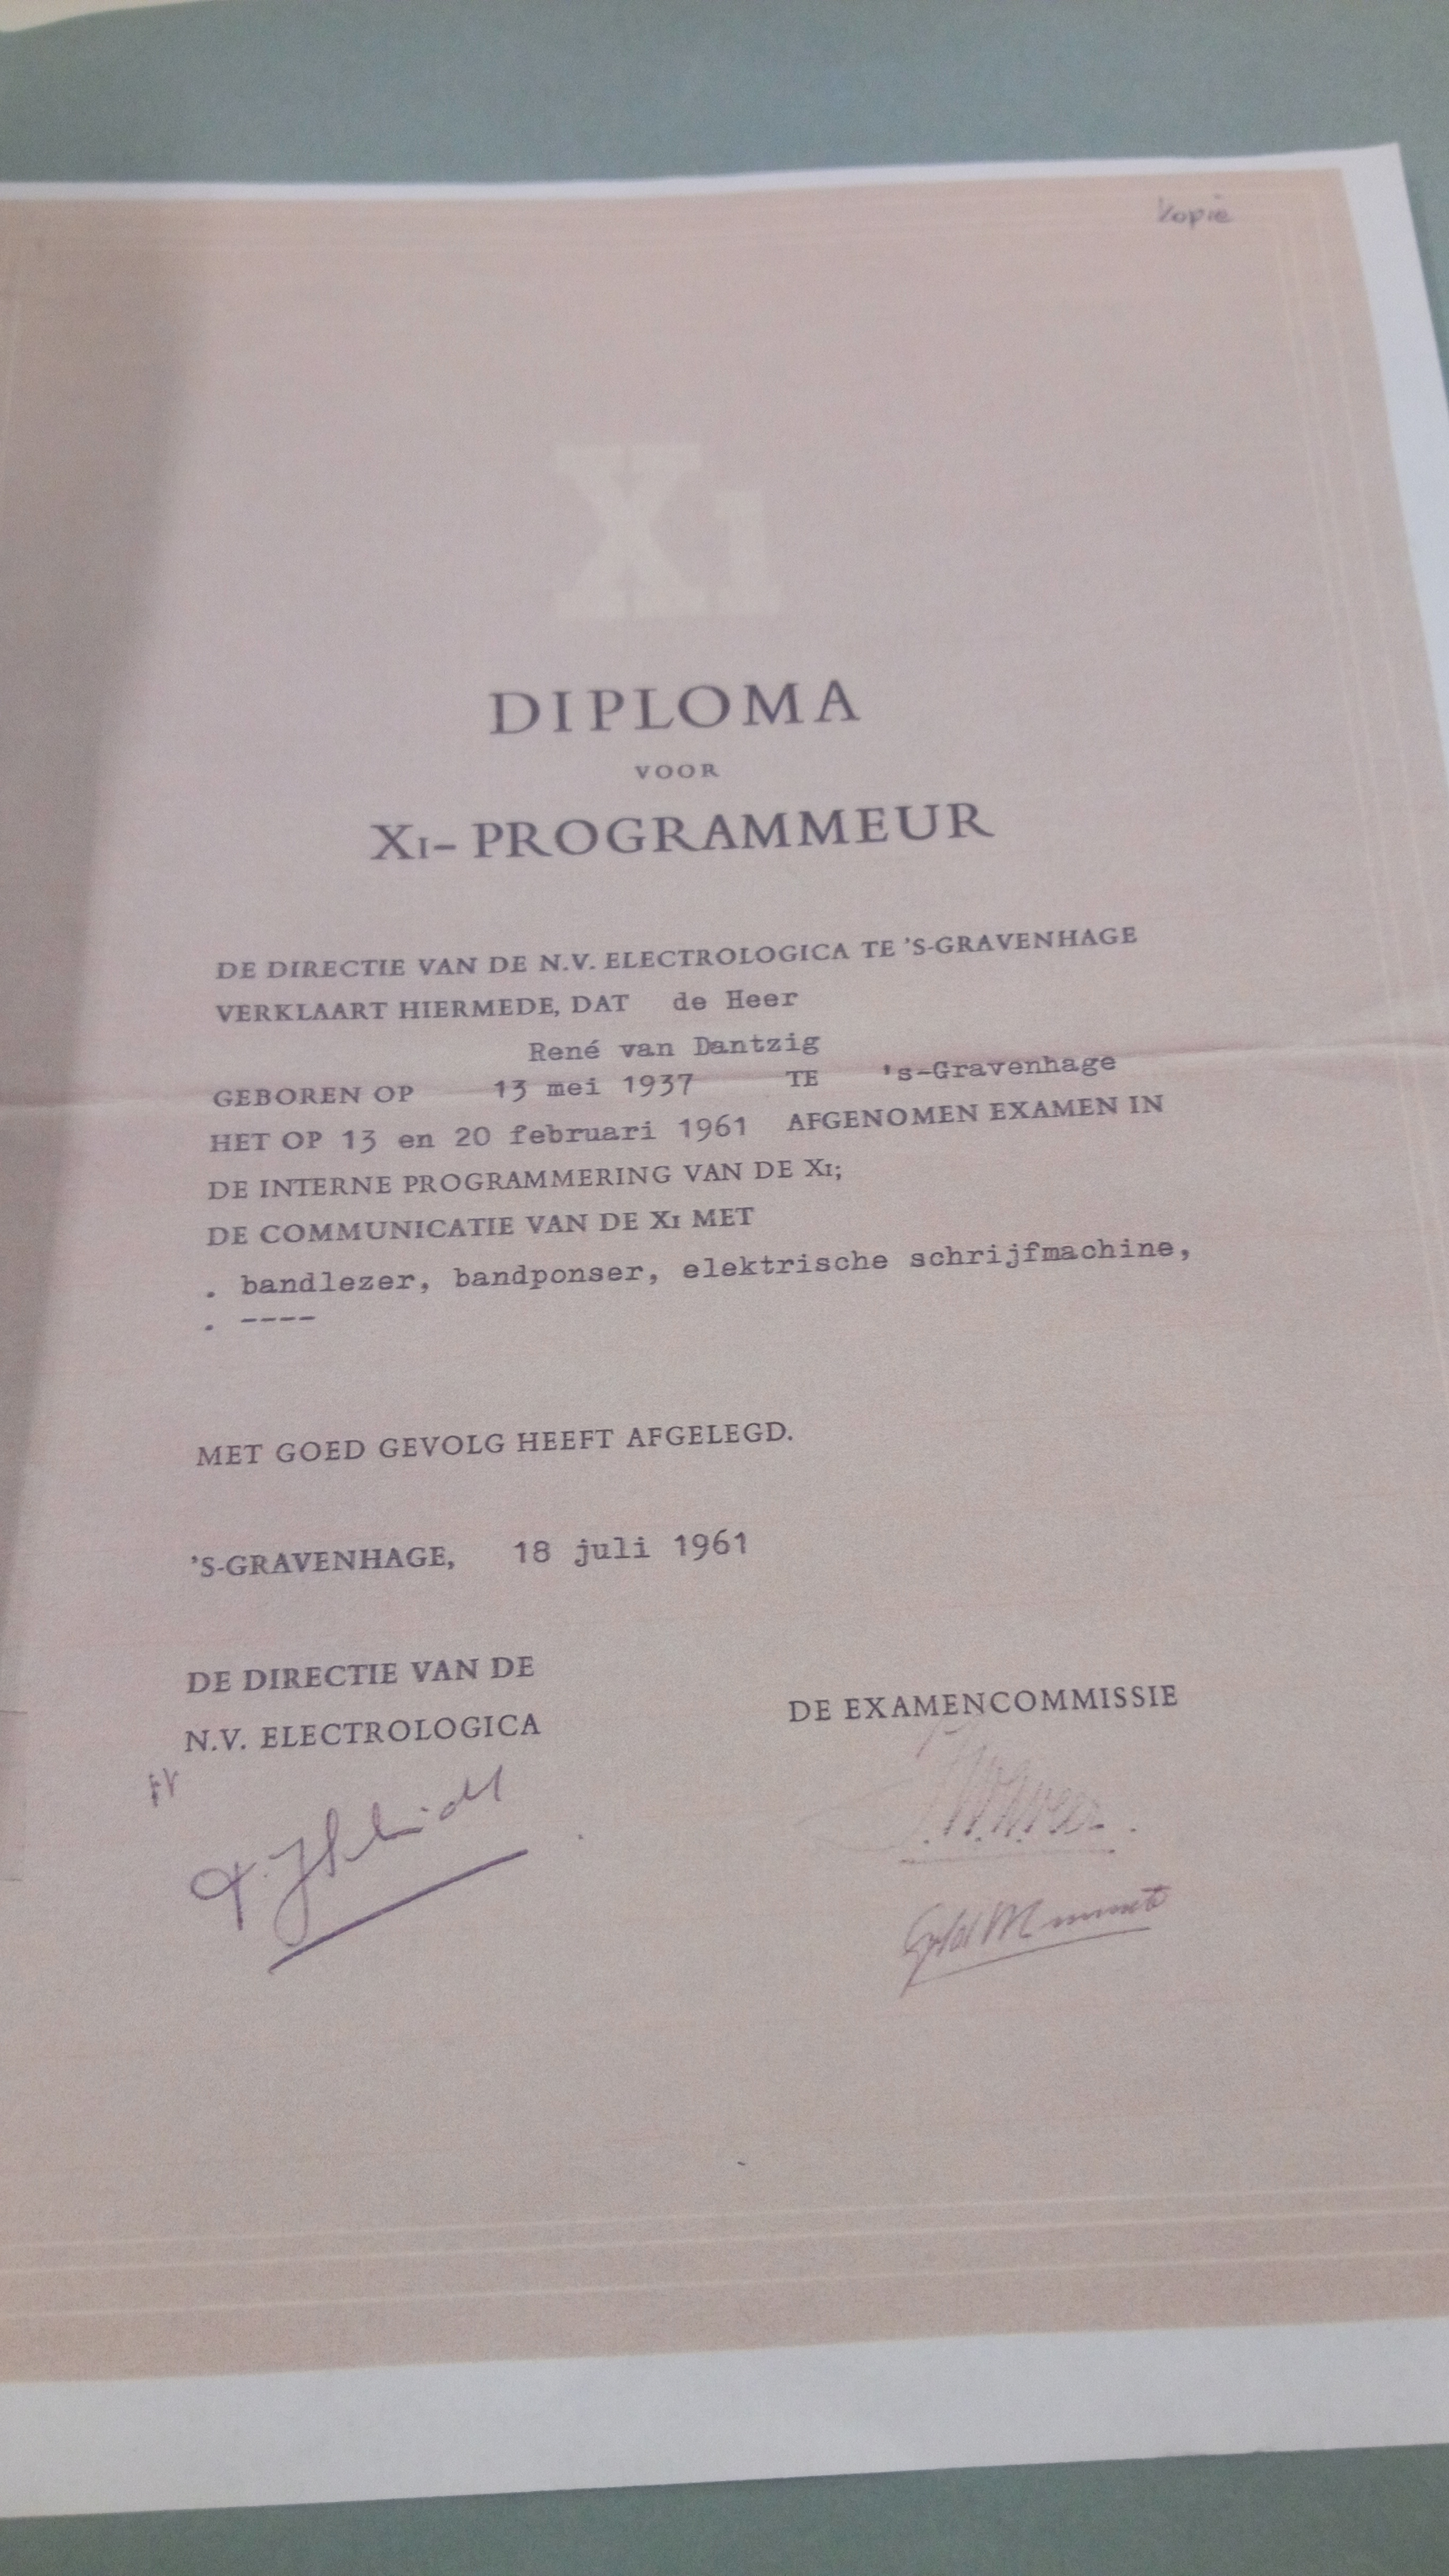 kopie
X1
DIPLOMA
VOOR
X1-PROGRAMMEUR
DE DIRECTIE VAN DE N.V. ELECTROLOGICA TE 'S-GRAVENHAGE
VERKLAART HIERMEDE, DAT de Heer
René van Dantzig
GEBOREN OP 13 mei 1937 TE 's-Gravenhage
HET OP 13 en 20 februari 1961 AFGENOMEN EXAMEN IN
DE INTERNE PROGRAMMERING VAN DE X1;
DE COMMUNICATIE VAN DE X1 MET
. bandlezer, bandponser, elektrische schrijfmachine,
. ----
MET GOED GEVOLG HEEFT AFGELEGD.
'S-GRAVENHAGE, 18 juli 1961
DE DIRECTIE VAN DE
N.V. ELECTROLOGICA
DE EXAMENCOMMISSIE